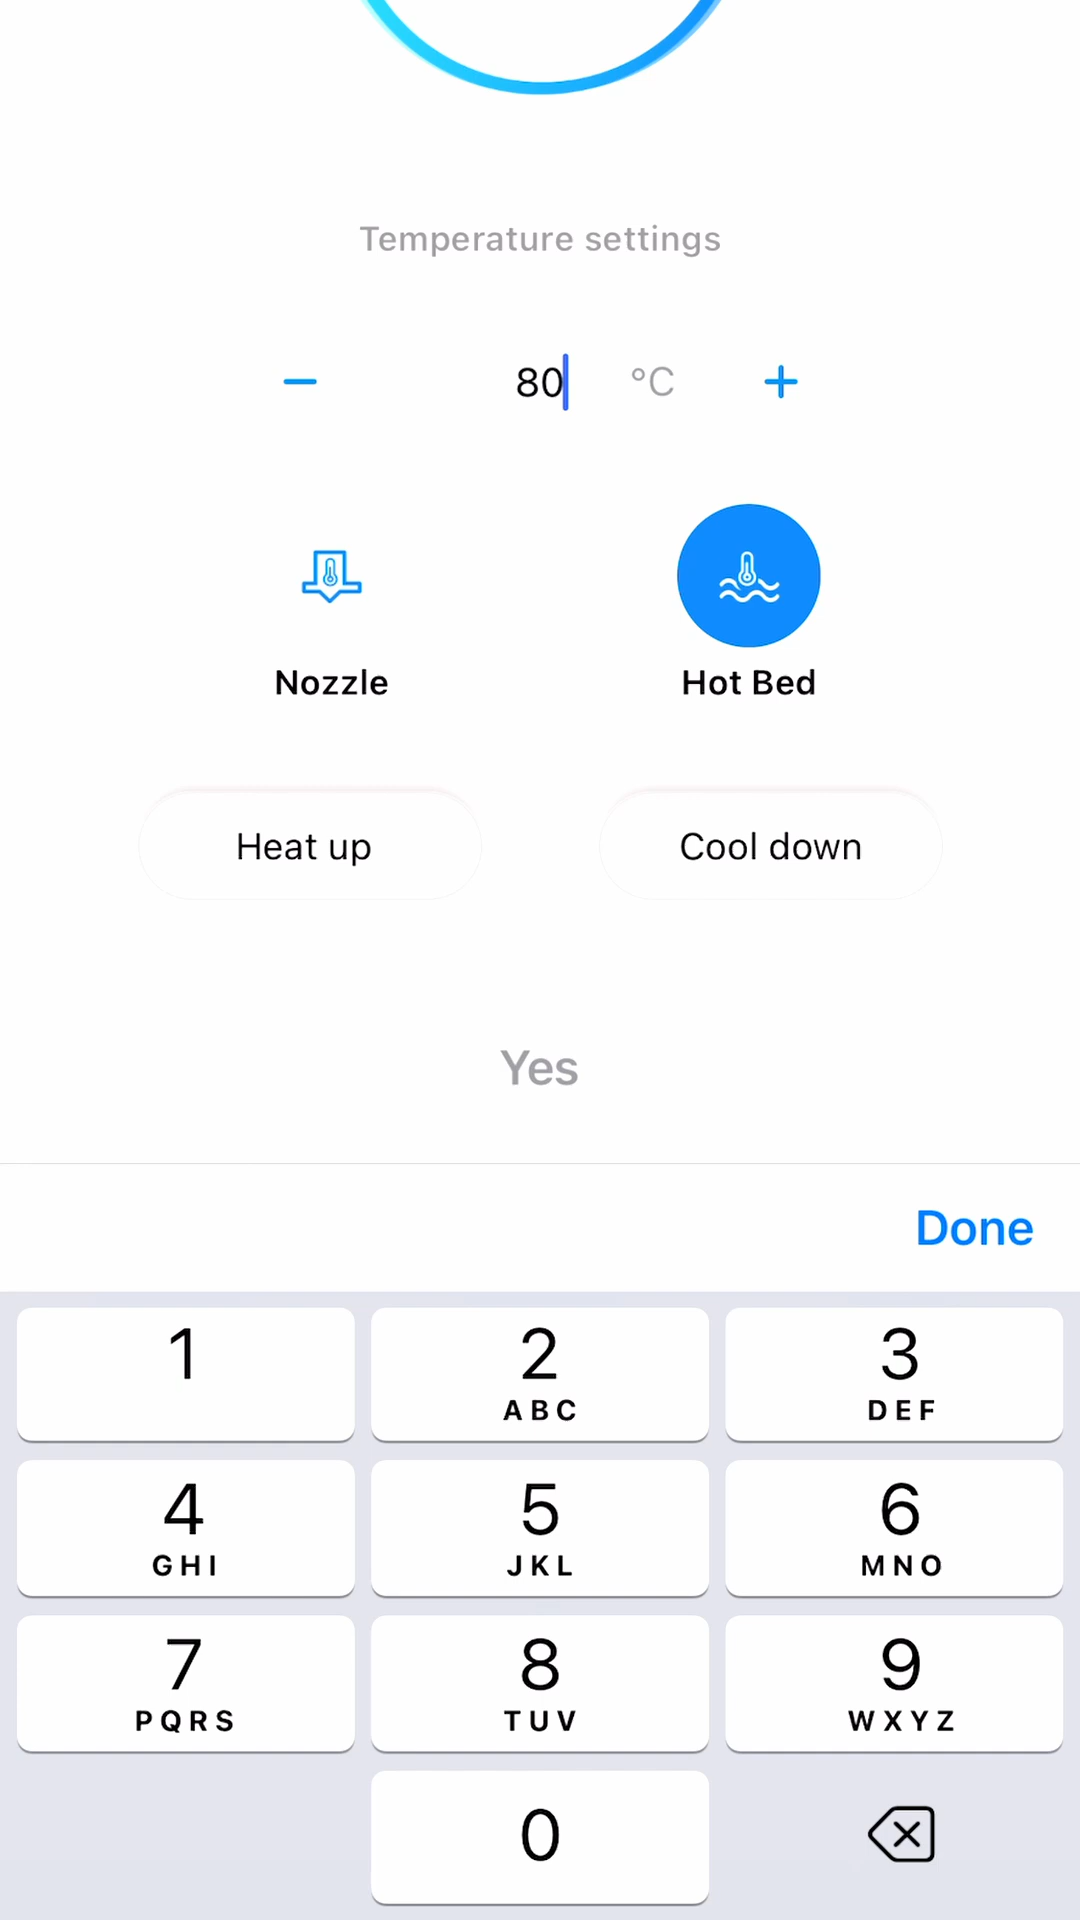 Temperature settings
80 °C
Nozzle Hot Bed
Heat up Cool down
Yes
Done
1 2 3
ABC DEF
4 5 6
GHI JKL MNO
7 8 9
PQRS TUV WXYZ
0